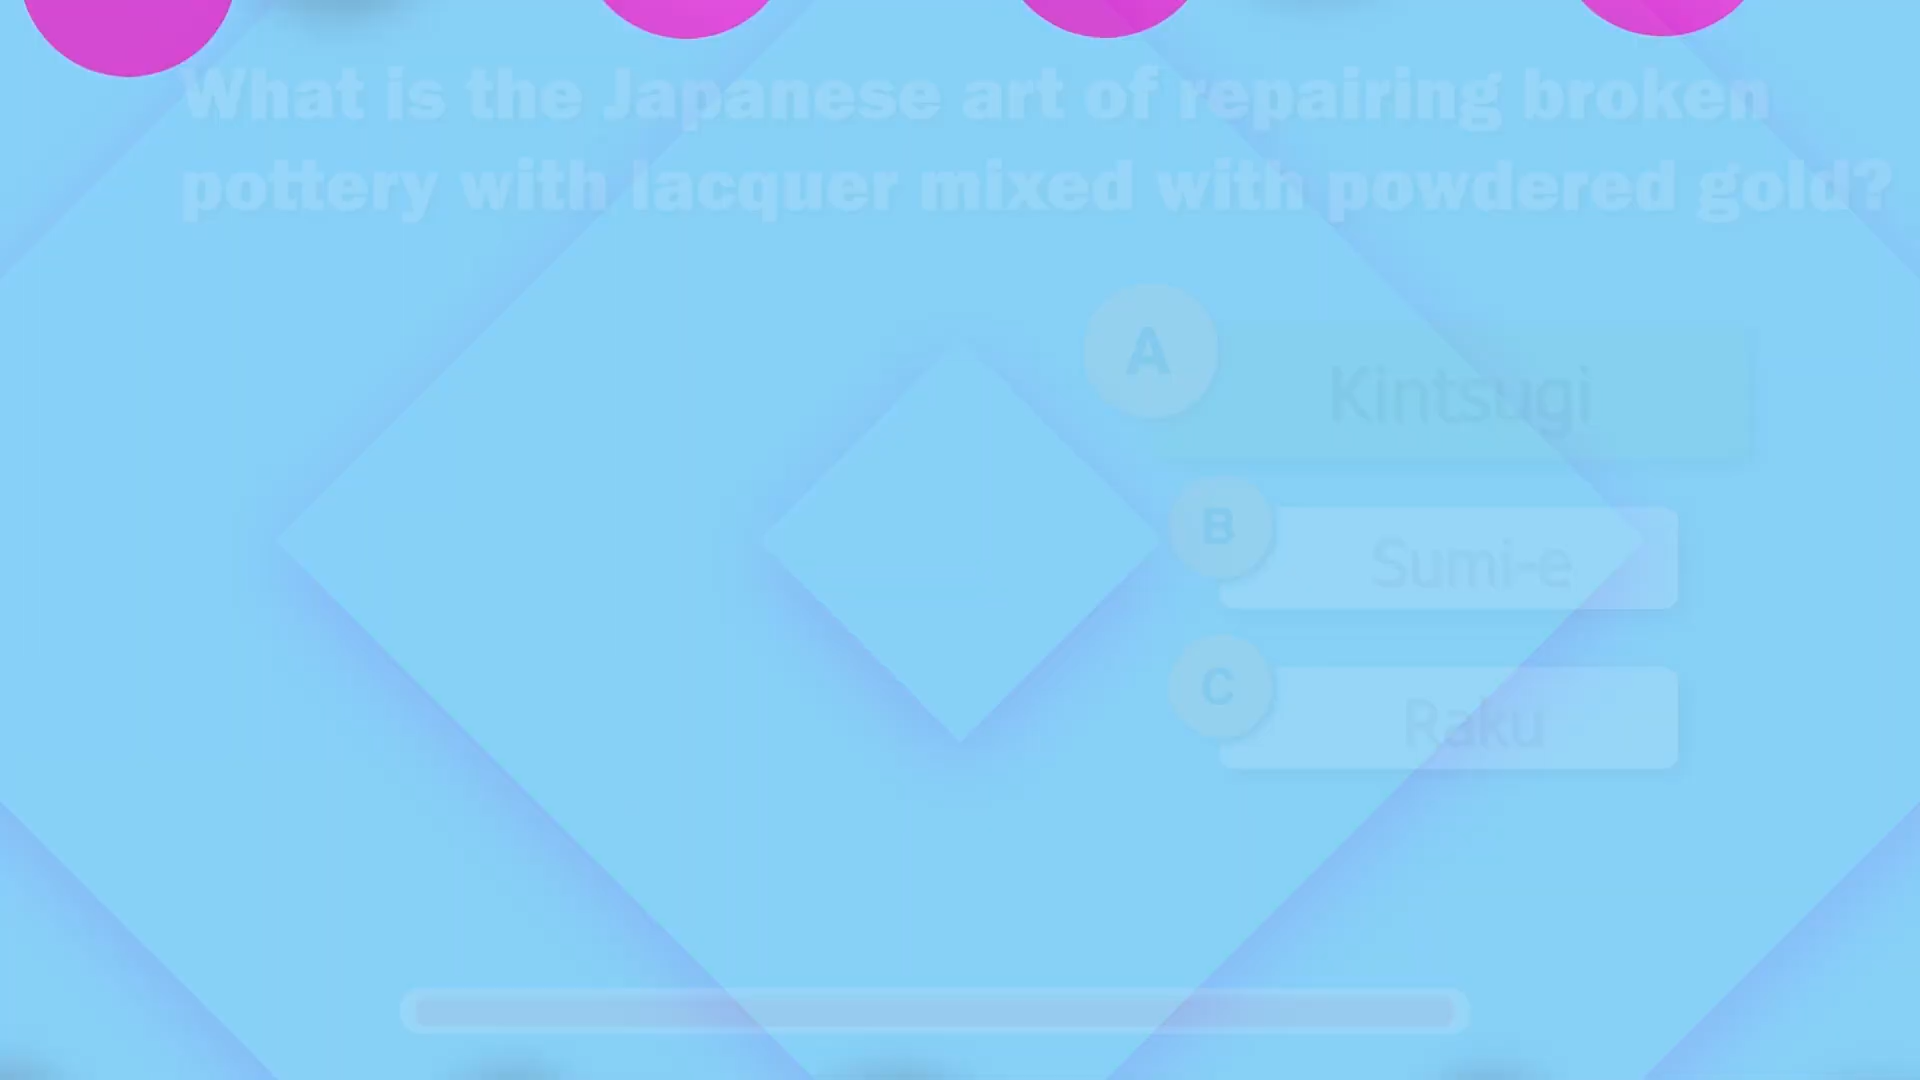 What is the Japanese art of repairing broken
pottery with lacquer mixed with powdered gold?
A
Kintsugi
B
Sumi-e
C
Raku